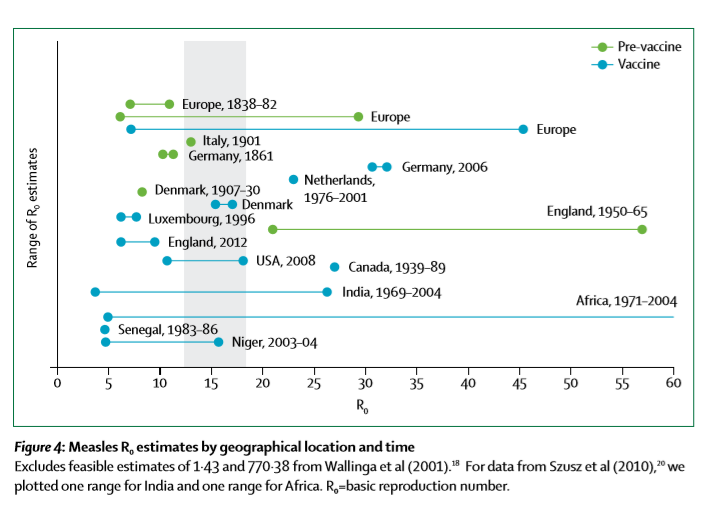 Pre-vaccine
Vaccine
Europe, 1838–82
Europe
Europe
Italy, 1901
Germany, 1861
Germany, 2006
Netherlands,
1976–2001
Denmark, 1907–30
Denmark
Luxembourg, 1996
England, 1950–65
England, 2012
USA, 2008
Canada, 1939–89
India, 1969–2004
Africa, 1971–2004
Senegal, 1983–86
Niger, 2003–04
Range of R₀ estimates
0 5 10 15 20 25 30 35 40 45 50 55 60
R₀
Figure 4: Measles R₀ estimates by geographical location and time
Excludes feasible estimates of 1·43 and 770·38 from Wallinga et al (2001).¹⁸ For data from Szusz et al (2010),²⁰ we
plotted one range for India and one range for Africa. R₀=basic reproduction number.